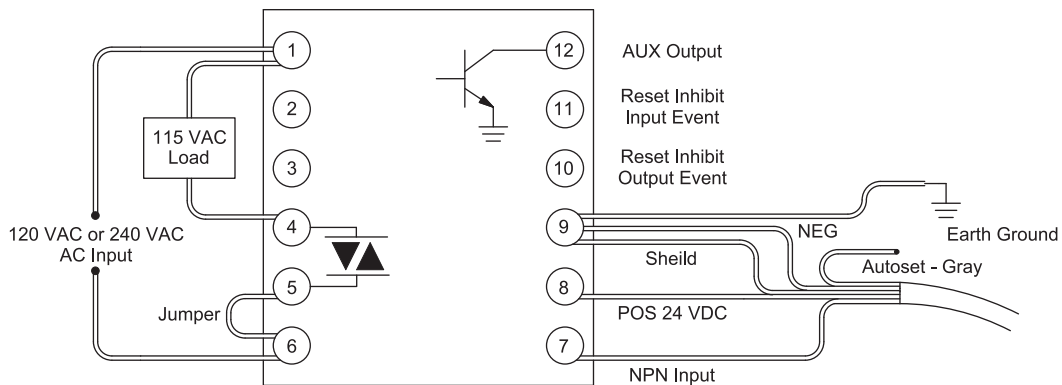 1
12
AUX Output
2
11
Reset Inhibit
Input Event
115 VAC
Load
3
10
Reset Inhibit
Output Event
4
9
120 VAC or 240 VAC
AC Input
NEG
Earth Ground
Sheild
Autoset - Gray
5
8
Jumper
POS 24 VDC
6
7
NPN Input